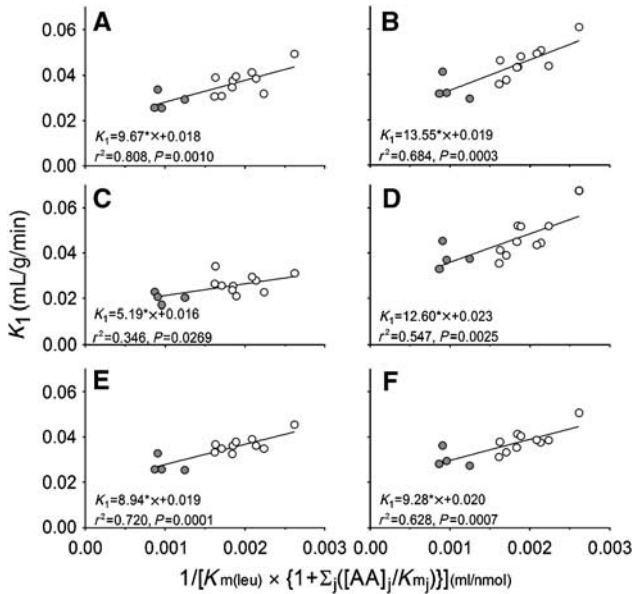 A
B
0.06
0.04
0.02
0.00
K1=9.67*×+0.018
r2=0.808, P=0.0010
K1=13.55*×+0.019
r2=0.684, P=0.0003
C
D
0.06
0.04
0.02
0.00
K1=5.19*×+0.016
r2=0.346, P=0.0269
K1=12.60*×+0.023
r2=0.547, P=0.0025
E
F
0.06
0.04
0.02
0.00
K1=8.94*×+0.019
r2=0.720, P=0.0001
K1=9.28*×+0.020
r2=0.628, P=0.0007
K1 (mL/g/min)
0.000 0.001 0.002 0.003 0.000 0.001 0.002 0.003
1/[Km(leu) × {1+Σj([AA]j/Kmj)}](ml/nmol)